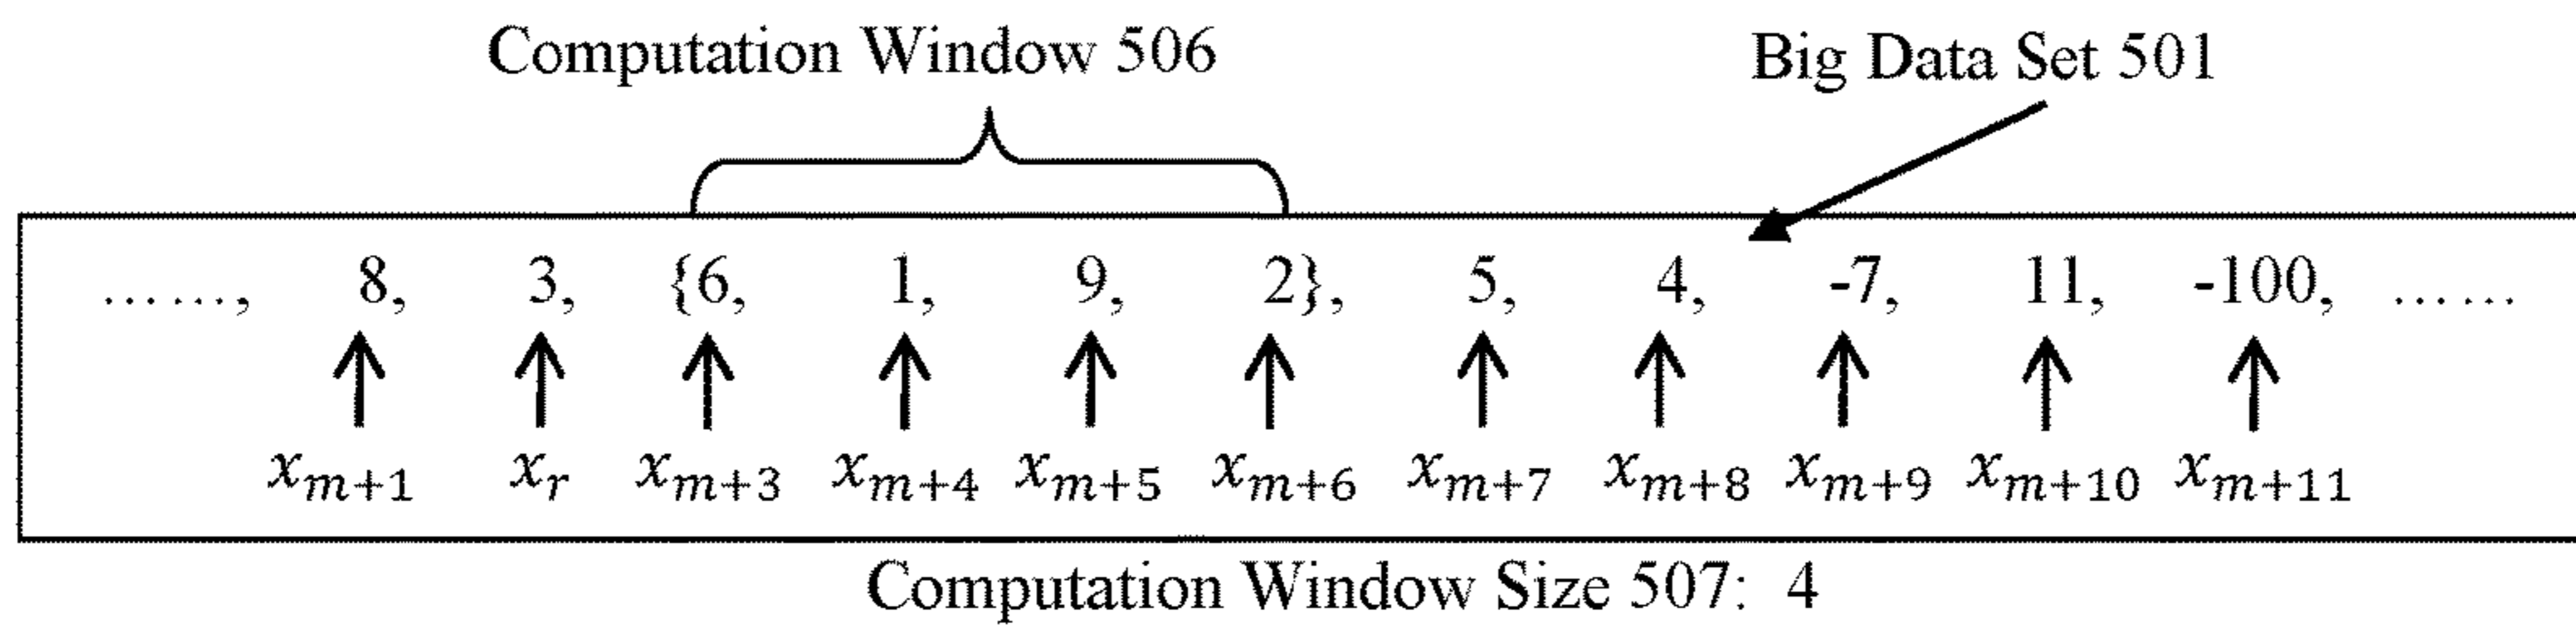 Computation Window 506 Big Data Set 501
……, 8, 3, {6, 1, 9, 2}, 5, 4, -7, 11, -100, ……
x_{m+1} x_r x_{m+3} x_{m+4} x_{m+5} x_{m+6} x_{m+7} x_{m+8} x_{m+9} x_{m+10} x_{m+11}
Computation Window Size 507: 4